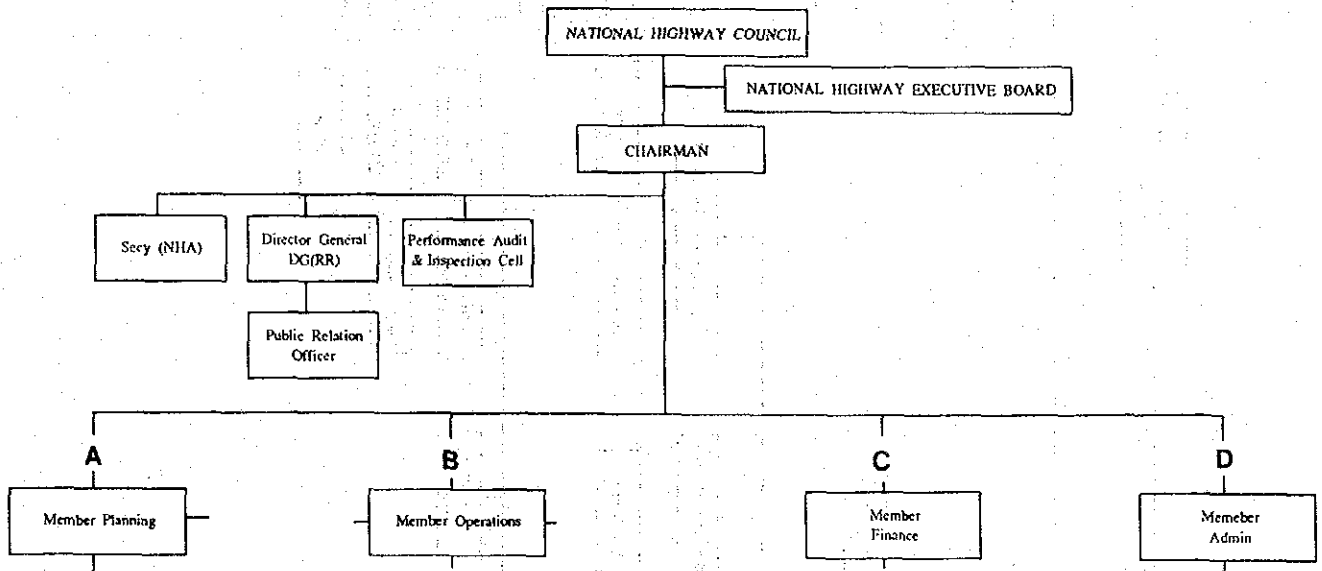 NATIONAL HIGHWAY COUNCIL
NATIONAL HIGHWAY EXECUTIVE BOARD
CHAIRMAN
Secy (NHA)
Director General
DG(RR)
Performance Audit
& Inspection Cell
Public Relation
Officer
A
B
C
D
Member Planning
Member Operations
Member
Finance
Memeber
Admin